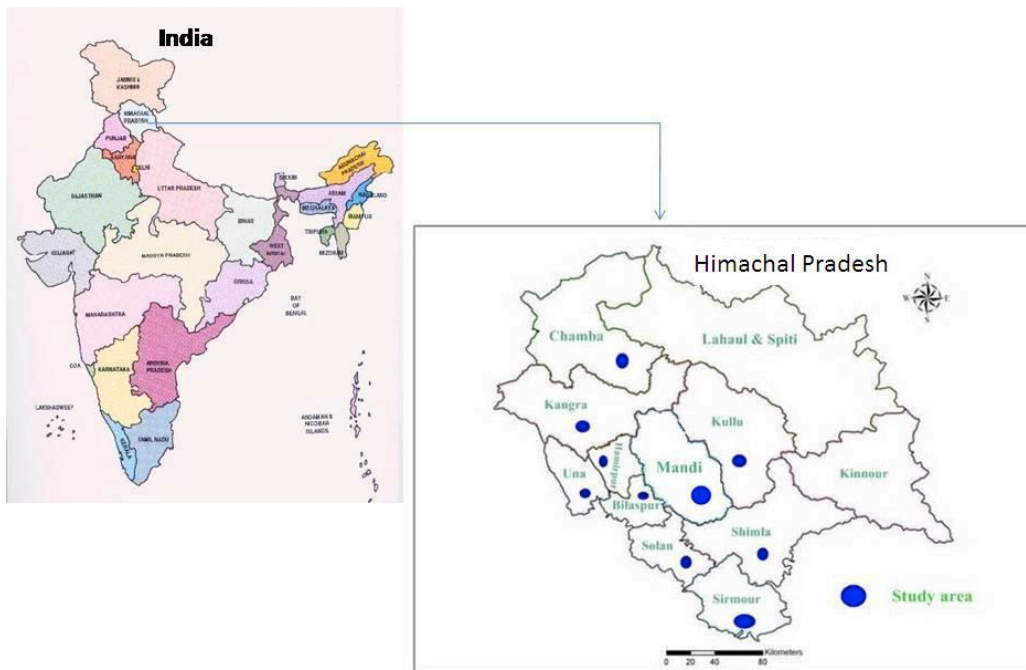 India
JAMMU &
KASHMIR
HIMACHAL
PRADESH
PUNJAB
HARYANA
DELHI
RAJASTHAN
UTTAR PRADESH
SIKKIM
ARUNACHAL
PRADESH
ASSAM
NAGALAND
MEGHALAYA
MANIPUR
BIHAR
TRIPURA
MIZORAM
WEST
BENGAL
GUJARAT
MADHYA PRADESH
ORISSA
MAHARASHTRA
BAY
OF
BENGAL
ANDHRA
PRADESH
GOA
KARNATAKA
LAKSHADWEEP
ANDAMAN &
NICOBAR
ISLANDS
TAMIL NADU
KERALA
Himachal Pradesh
N
W E
S
Chamba
Lahaul & Spiti
Kangra
Kullu
Hamirpur
Mandi
Una
Kinnour
Bilaspur
Shimla
Solan
Sirmour
Study area
Kilometers
0 20 40 80